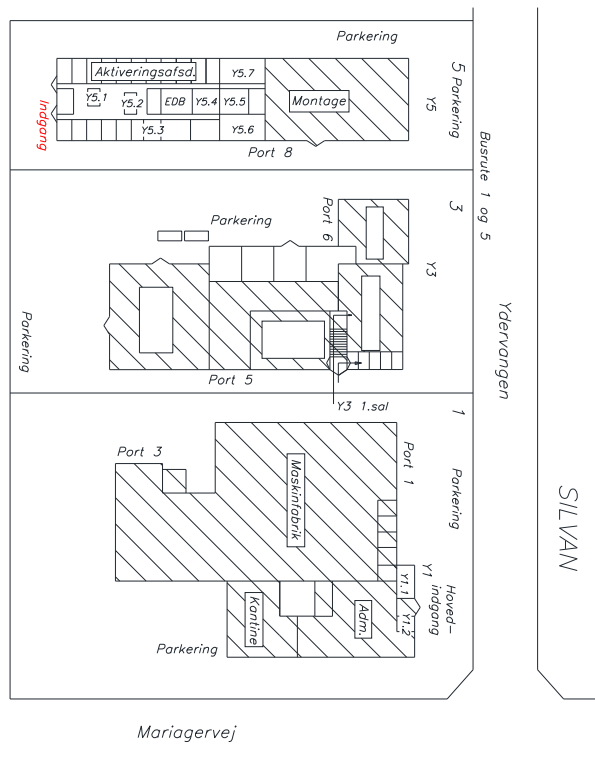 Parkering
5
Parkering
Y5
Aktiveringsafsd.
Y5.7
Y5.1
Y5.2
EDB
Y5.4
Y5.5
Montage
Y5.3
Y5.6
Indgang
Port 8
Busrute 1 og 5
3
Y3
Port 6
Parkering
Parkering
Port 5
Y3 1.sal
Ydervangen
1
Port 3
Port 1
Parkering
Maskinfabrik
SILVAN
Y1
Hoved-
indgang
Y1.1
Y1.2
Kantine
Adm.
Parkering
Mariagervej